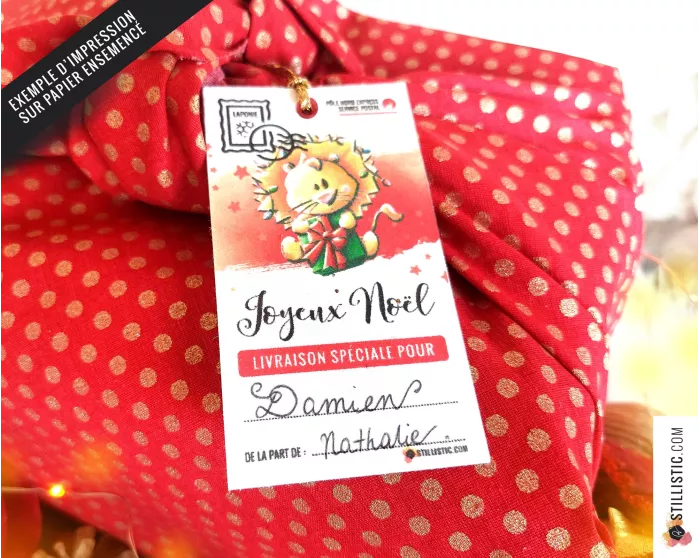 EXEMPLE D'IMPRESSION
SUR PAPIER ENSEMENCÉ
LAPONIE
PÔLE NORD EXPRESS
SERVICE POSTAL
Joyeux Noël
LIVRAISON SPÉCIALE POUR
Damien
DE LA PART DE : Nathalie
STILLISTIC.COM
STILLISTIC.COM